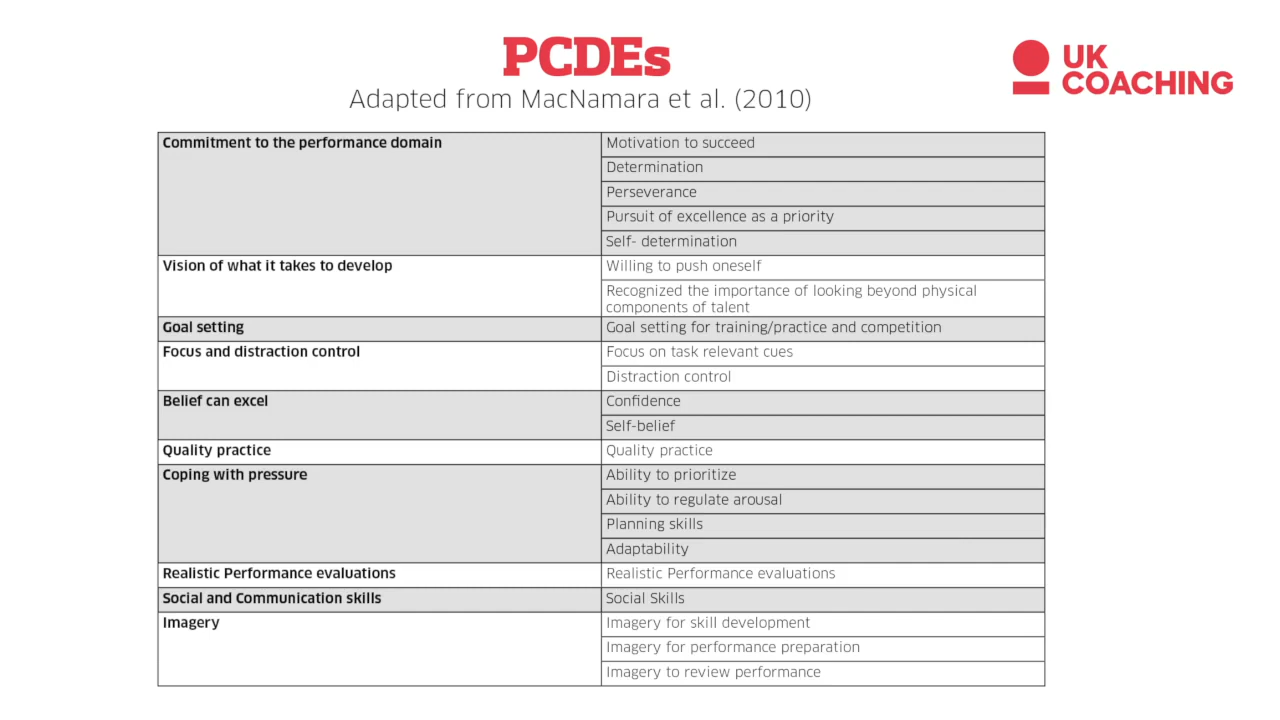 PCDEs
Adapted from MacNamara et al. (2010)
UK
COACHING
Commitment to the performance domain
Motivation to succeed
Determination
Perseverance
Pursuit of excellence as a priority
Self- determination
Vision of what it takes to develop
Willing to push oneself
Recognized the importance of looking beyond physical
components of talent
Goal setting
Goal setting for training/practice and competition
Focus and distraction control
Focus on task relevant cues
Distraction control
Belief can excel
Confidence
Self-belief
Quality practice
Quality practice
Coping with pressure
Ability to prioritize
Ability to regulate arousal
Planning skills
Adaptability
Realistic Performance evaluations
Realistic Performance evaluations
Social and Communication skills
Social Skills
Imagery
Imagery for skill development
Imagery for performance preparation
Imagery to review performance